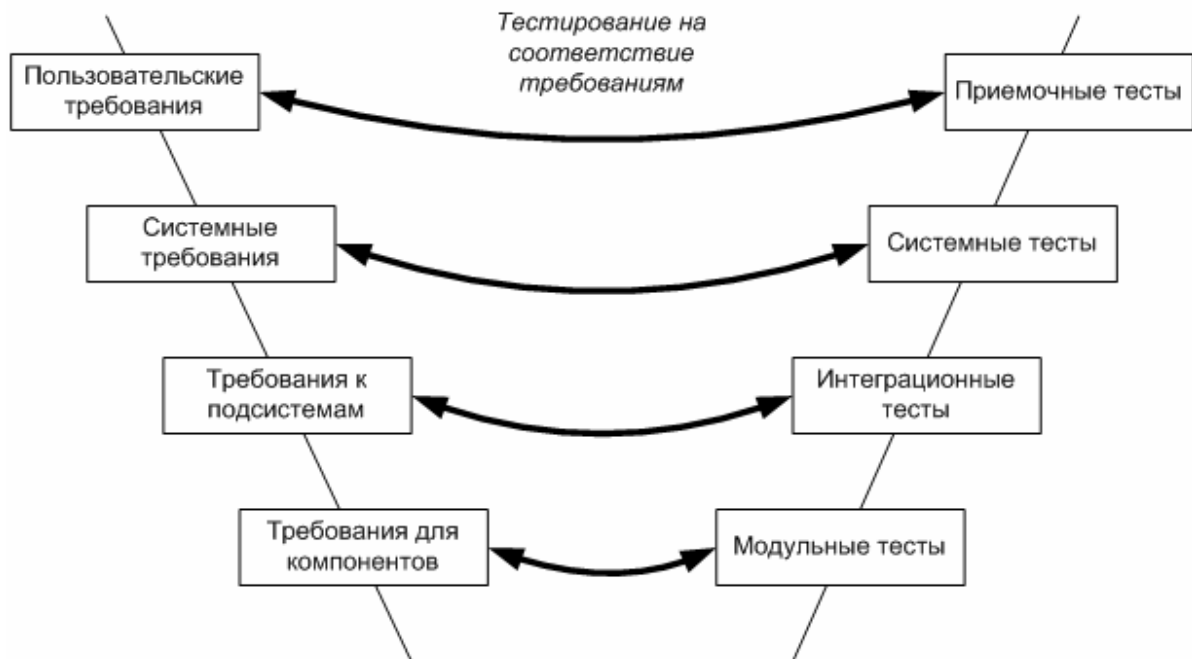 Тестирование на
соответствие
требованиям
Пользовательские
требования
Приемочные тесты
Системные
требования
Системные тесты
Требования к
подсистемам
Интеграционные
тесты
Требования для
компонентов
Модульные тесты